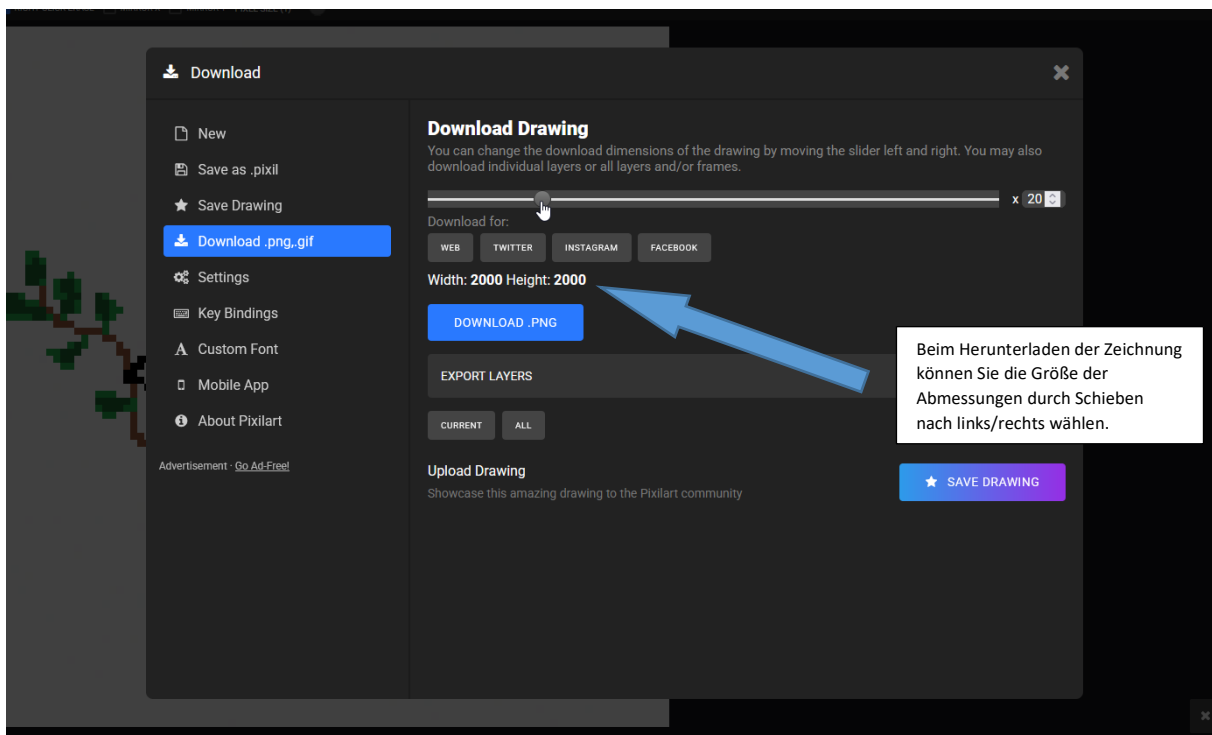 Download
New
Save as .pixil
Save Drawing
Download .png,.gif
Settings
Key Bindings
Custom Font
Mobile App
About Pixilart
Advertisement · Go Ad-Free!
Download Drawing
You can change the download dimensions of the drawing by moving the slider left and right. You may also
download individual layers or all layers and/or frames.
x 20
Download for:
WEB TWITTER INSTAGRAM FACEBOOK
Width: 2000 Height: 2000
DOWNLOAD .PNG
EXPORT LAYERS
CURRENT ALL
Upload Drawing
Showcase this amazing drawing to the Pixilart community
SAVE DRAWING
Beim Herunterladen der Zeichnung
können Sie die Größe der
Abmessungen durch Schieben
nach links/rechts wählen.